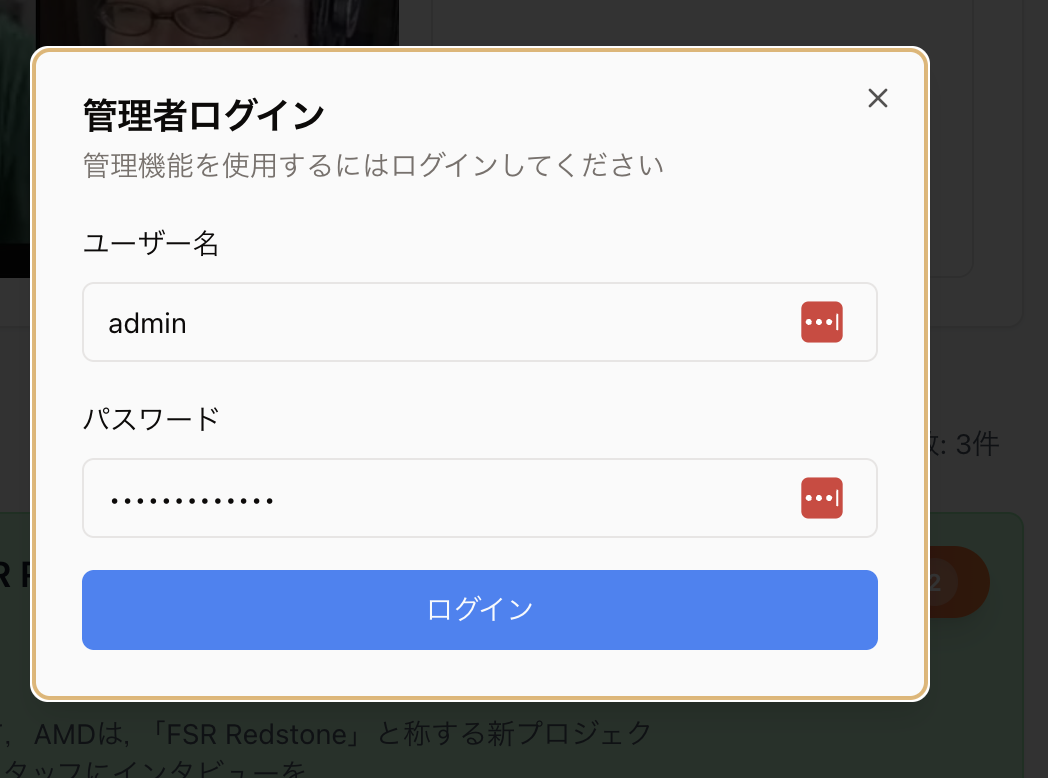 管理者ログイン
管理機能を使用するにはログインしてください
ユーザー名
admin
パスワード
•••••••••••••
ログイン
数: 3件
2
AMDは, 「FSR Redstone」と称する新プロジェク
タッフにインタビューを